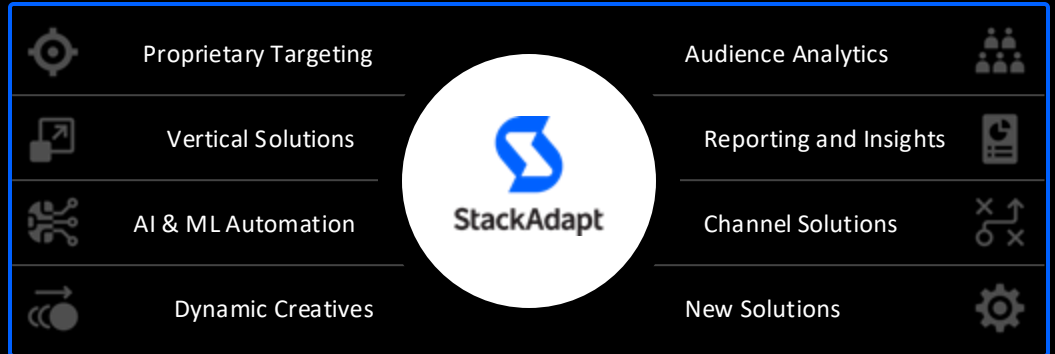 Proprietary Targeting
Vertical Solutions
AI & ML Automation
Dynamic Creatives
StackAdapt
Audience Analytics
Reporting and Insights
Channel Solutions
New Solutions